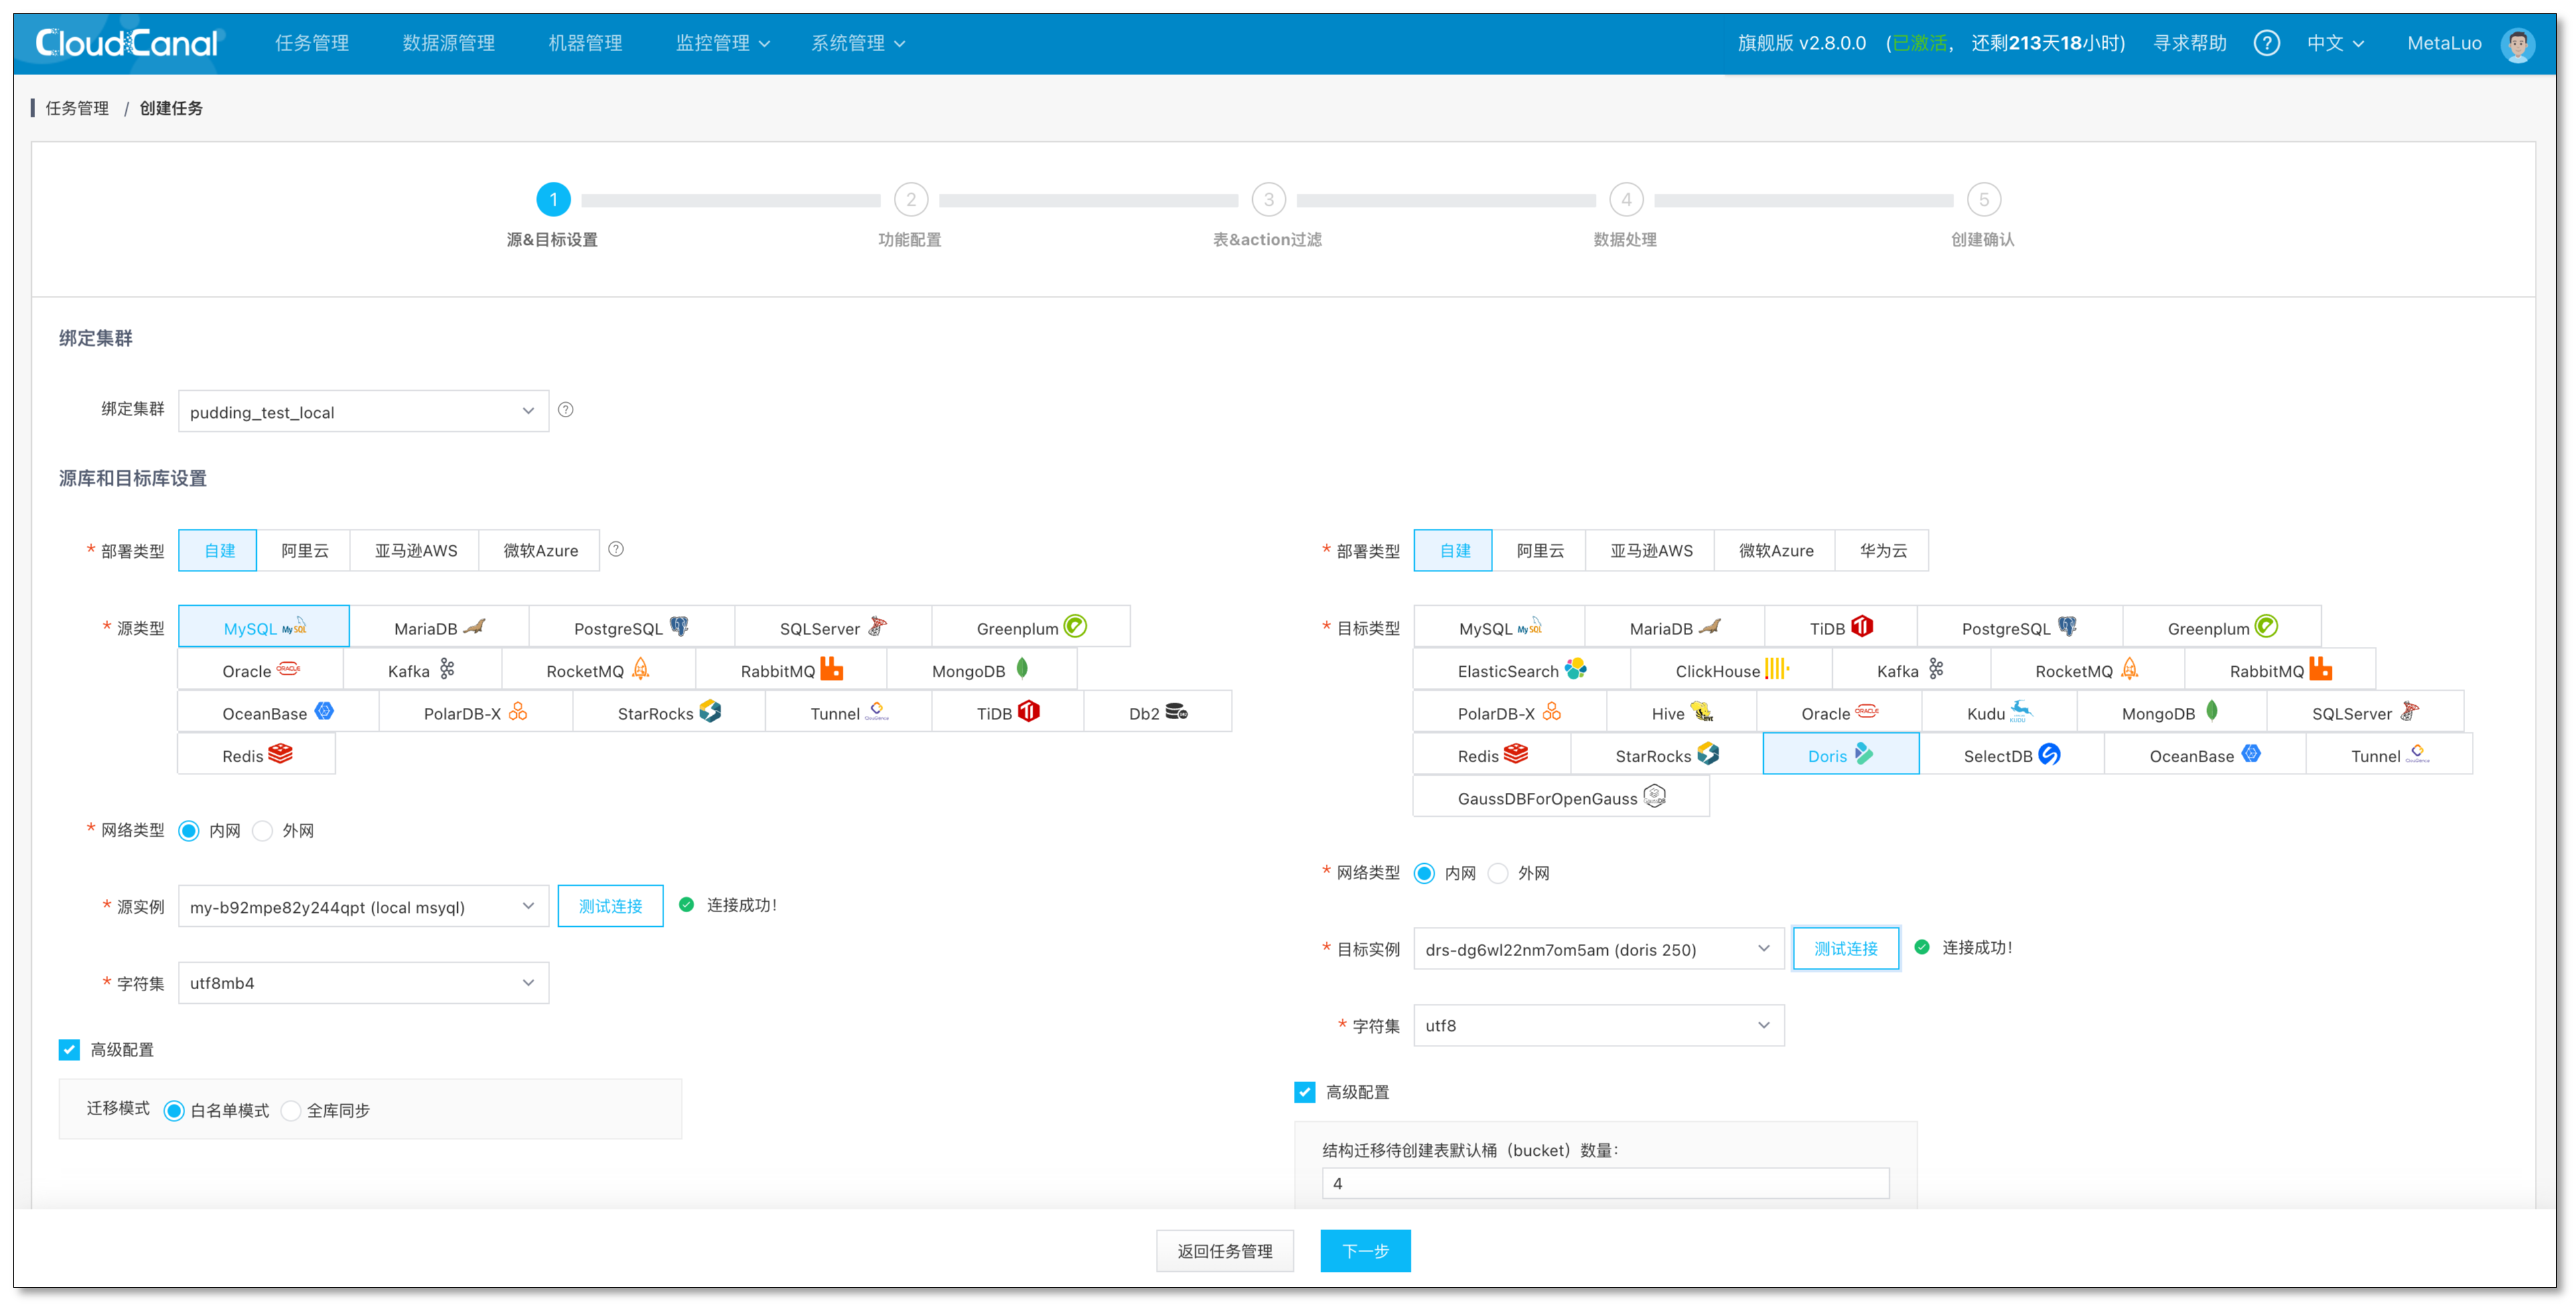 CloudCanal 任务管理 数据源管理 机器管理 监控管理 系统管理 旗舰版 v2.8.0.0 (已激活, 还剩213天18小时) 寻求帮助 ? 中文 MetaLuo
任务管理 / 创建任务
1 2 3 4 5
源&目标设置 功能配置 表&action过滤 数据处理 创建确认
绑定集群
绑定集群 pudding_test_local ?
源库和目标库设置
* 部署类型 自建 阿里云 亚马逊AWS 微软Azure ?
* 源类型 MySQL MariaDB PostgreSQL SQLServer Greenplum
Oracle Kafka RocketMQ RabbitMQ MongoDB
OceanBase PolarDB-X StarRocks Tunnel TiDB Db2
Redis
* 网络类型 内网 外网
* 源实例 my-b92mpe82y244qpt (local msyql) 测试连接 连接成功!
* 字符集 utf8mb4
高级配置
迁移模式 白名单模式 全库同步
* 部署类型 自建 阿里云 亚马逊AWS 微软Azure 华为云
* 目标类型 MySQL MariaDB TiDB PostgreSQL Greenplum
ElasticSearch ClickHouse Kafka RocketMQ RabbitMQ
PolarDB-X Hive Oracle Kudu MongoDB SQLServer
Redis StarRocks Doris SelectDB OceanBase Tunnel
GaussDBForOpenGauss
* 网络类型 内网 外网
* 目标实例 drs-dg6wl22nm7om5am (doris 250) 测试连接 连接成功!
* 字符集 utf8
高级配置
结构迁移待创建表默认桶（bucket）数量:
4
返回任务管理 下一步